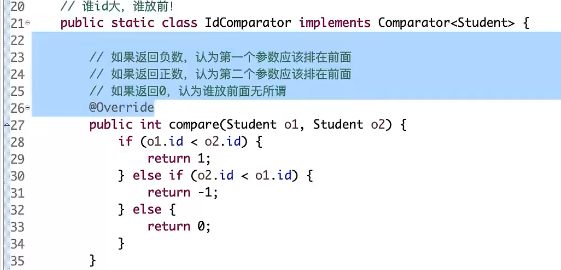 20 // 谁id大，谁放前！
21 public static class IdComparator implements Comparator<Student> {
22
23 // 如果返回负数，认为第一个参数应该排在前面
24 // 如果返回正数，认为第二个参数应该排在前面
25 // 如果返回0，认为谁放前面无所谓
26 @Override
27 public int compare(Student o1, Student o2) {
28 if (o1.id < o2.id) {
29 return 1;
30 } else if (o2.id < o1.id) {
31 return -1;
32 } else {
33 return 0;
34 }
35 }